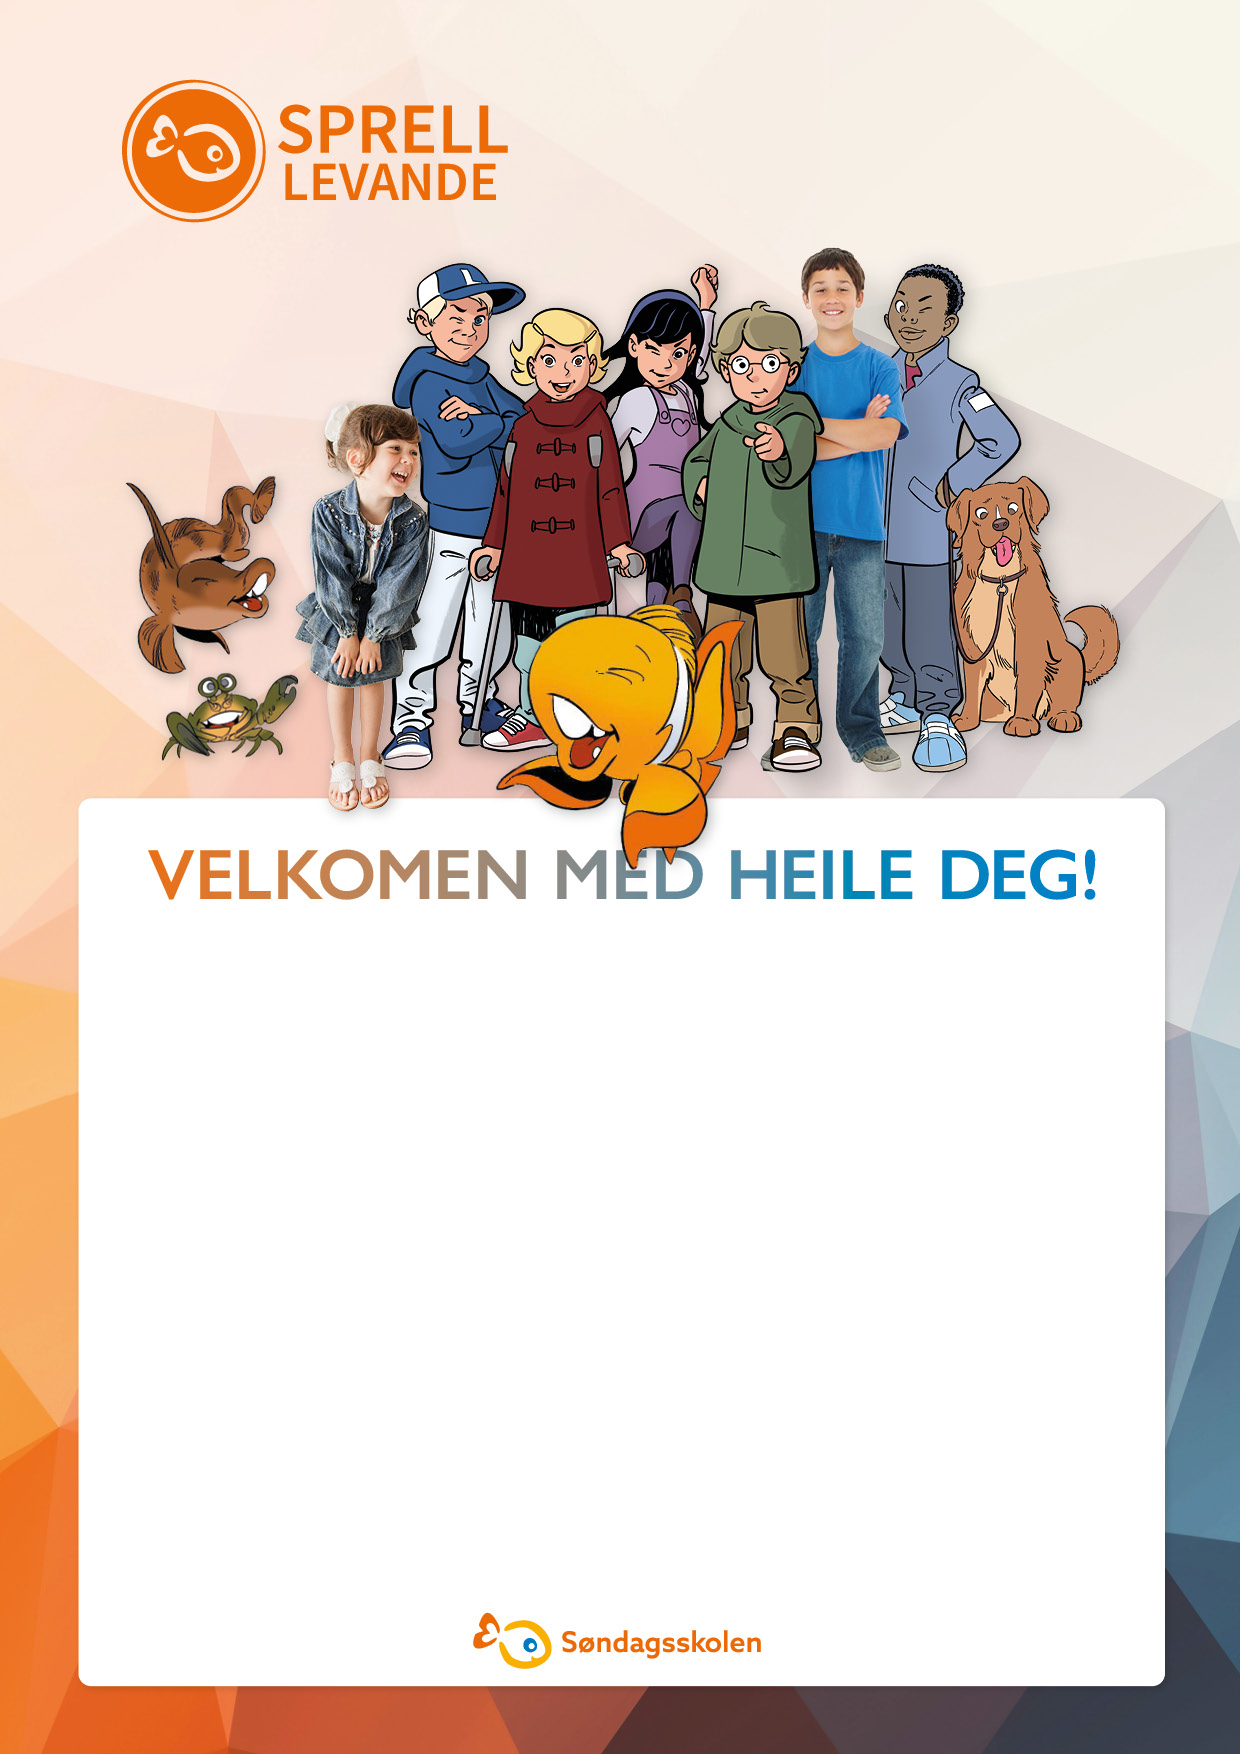 SPRELL
LEVANDE
L
VELKOMEN MED HEILE DEG!
Søndagsskolen